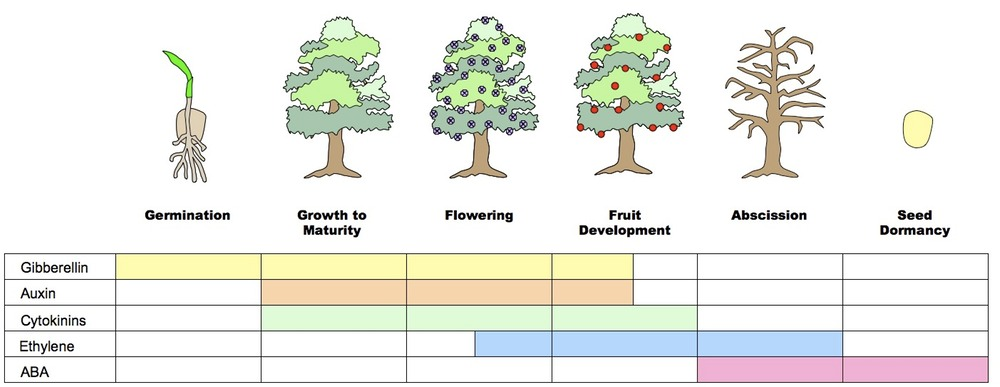 Germination
Growth to
Maturity
Flowering
Fruit
Development
Abscission
Seed
Dormancy
Gibberellin
Auxin
Cytokinins
Ethylene
ABA